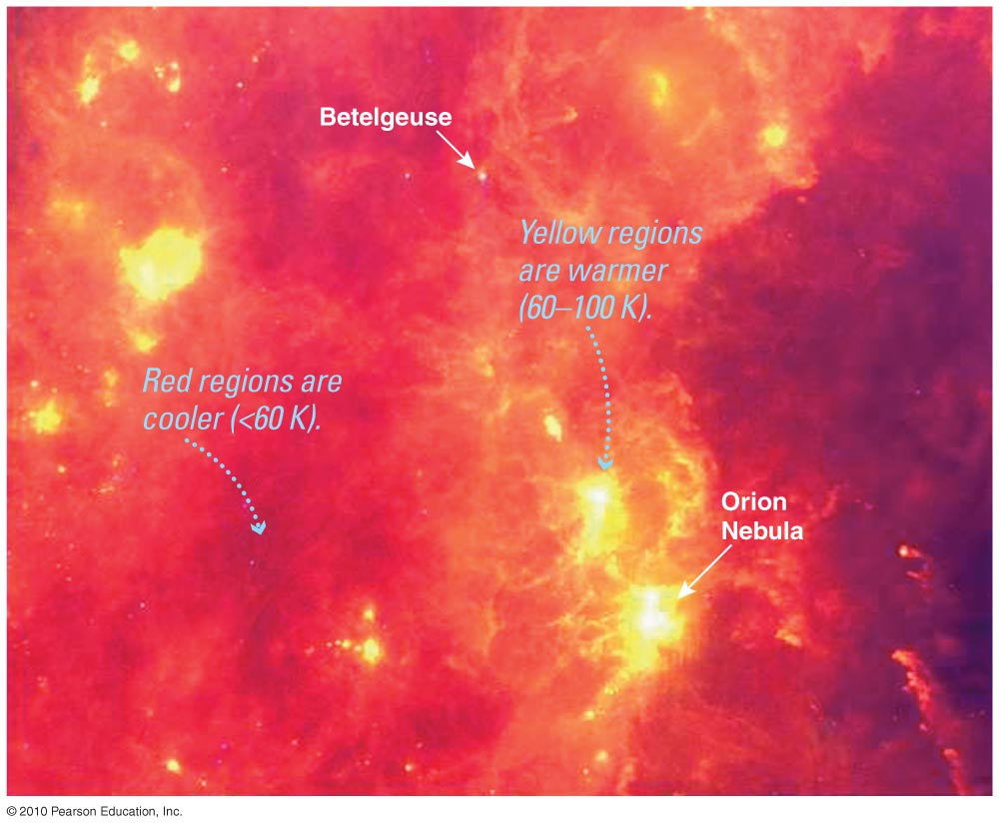 Betelgeuse
Yellow regions
are warmer
(60–100 K).
Red regions are
cooler (<60 K).
Orion
Nebula
© 2010 Pearson Education, Inc.